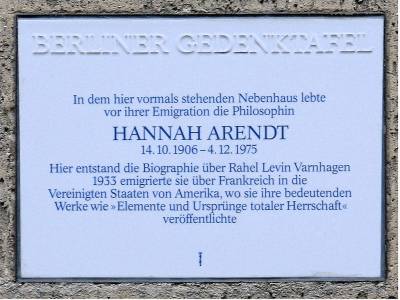 BERLINER GEDENKTAFEL
In dem hier vormals stehenden Nebenhaus lebte
vor ihrer Emigration die Philosophin
HANNAH ARENDT
14. 10. 1906 – 4. 12. 1975
Hier entstand die Biographie über Rahel Levin Varnhagen
1933 emigrierte sie über Frankreich in die
Vereinigten Staaten von Amerika, wo sie ihre bedeutenden
Werke wie »Elemente und Ursprünge totaler Herrschaft«
veröffentlichte